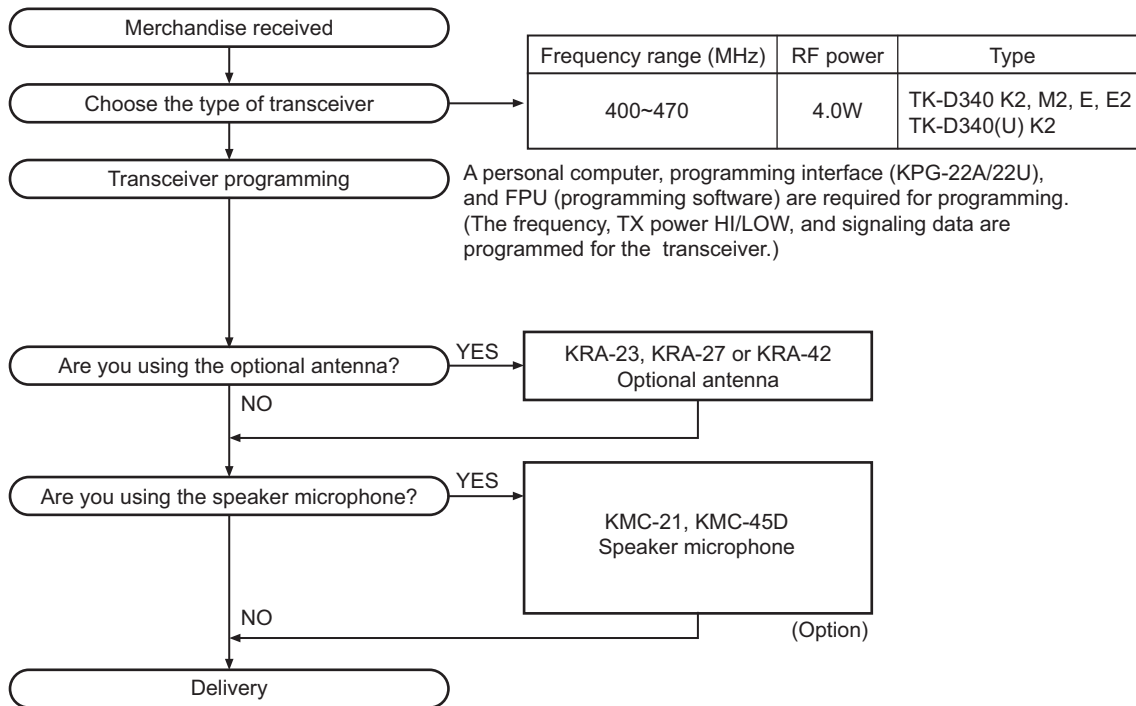 Merchandise received
Choose the type of transceiver
Frequency range (MHz) RF power Type
400~470 4.0W TK-D340 K2, M2, E, E2
TK-D340(U) K2
Transceiver programming
A personal computer, programming interface (KPG-22A/22U),
and FPU (programming software) are required for programming.
(The frequency, TX power HI/LOW, and signaling data are
programmed for the transceiver.)
Are you using the optional antenna?
YES
KRA-23, KRA-27 or KRA-42
Optional antenna
NO
Are you using the speaker microphone?
YES
KMC-21, KMC-45D
Speaker microphone
NO
(Option)
Delivery